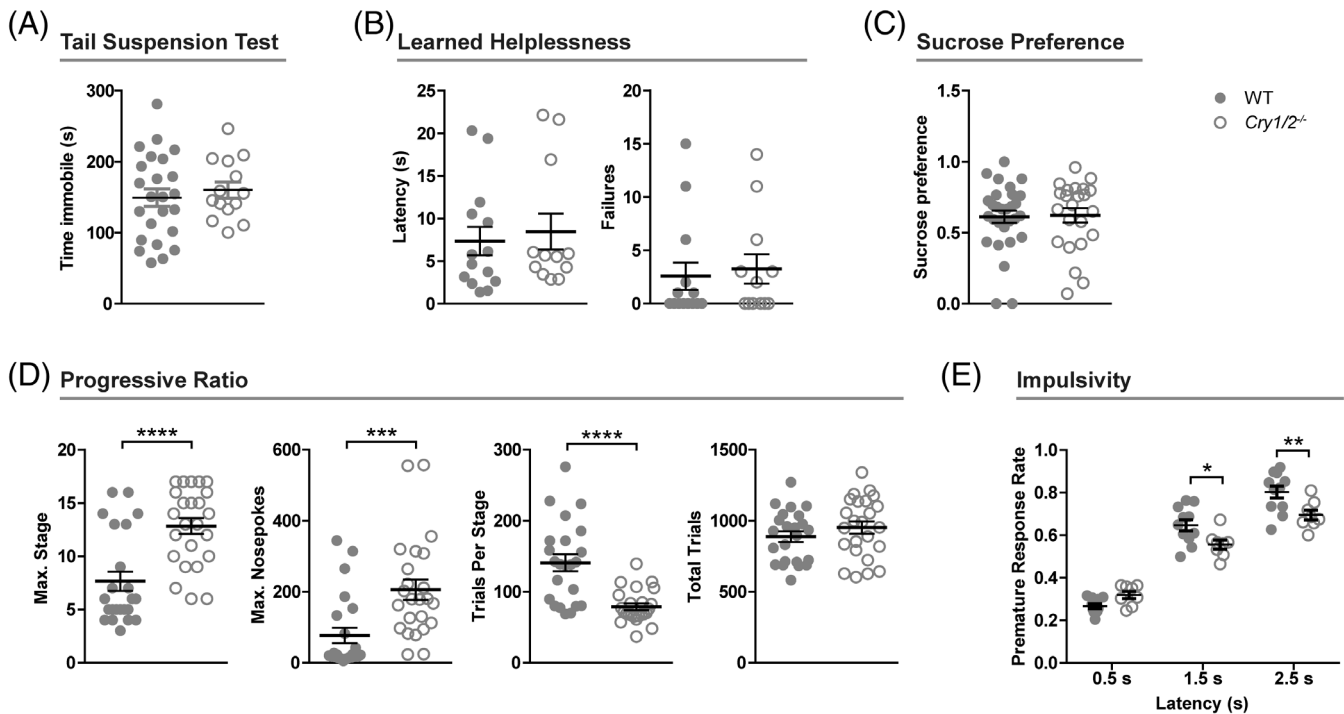 (A) Tail Suspension Test
Time immobile (s)
300
200
100
0
(B) Learned Helplessness
Latency (s)
25
20
15
10
5
0
Failures
20
15
10
5
0
(C) Sucrose Preference
Sucrose preference
1.5
1.0
0.5
0.0
WT
Cry1/2-/-
(D) Progressive Ratio
****
Max. Stage
20
15
10
5
0
***
Max. Nosepokes
600
400
200
0
****
Trials Per Stage
300
200
100
0
Total Trials
1500
1000
500
0
(E) Impulsivity
*
**
Premature Response Rate
1.0
0.8
0.6
0.4
0.2
0.0
0.5 s 1.5 s 2.5 s
Latency (s)